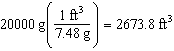 20000 g(1 ft³/7.48 g) = 2673.8 ft³